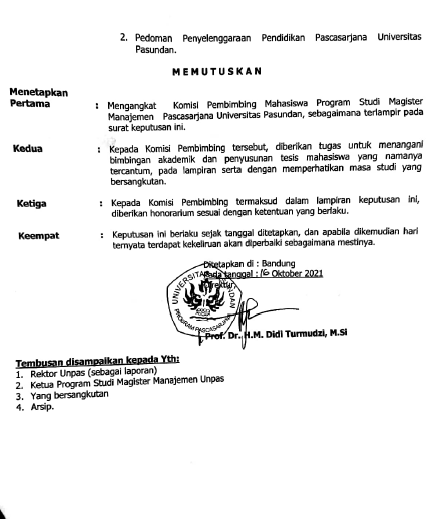 2. Pedoman Penyelenggaraan Pendidikan Pascasarjana Universitas
Pasundan.
MEMUTUSKAN
Menetapkan
Pertama : Mengangkat Komisi Pembimbing Mahasiswa Program Studi Magister
Manajemen Pascasarjana Universitas Pasundan, sebagaimana terlampir pada
surat keputusan ini.
Kedua : Kepada Komisi Pembimbing tersebut, diberikan tugas untuk menangani
bimbingan akademik dan penyusunan tesis mahasiswa yang namanya
tercantum, pada lampiran serta dengan memperhatikan masa studi yang
bersangkutan.
Ketiga : Kepada Komisi Pembimbing termaksud dalam lampiran keputusan ini,
diberikan honorarium sesuai dengan ketentuan yang berlaku.
Keempat : Keputusan ini berlaku sejak tanggal ditetapkan, dan apabila dikemudian hari
ternyata terdapat kekeliruan akan diperbaiki sebagaimana mestinya.
Ditetapkan di : Bandung
Pada tanggal : 16 Oktober 2021
Direktur,
PROGRAM PASCASARJANA
Prof. Dr. H.M. Didi Turmudzi, M.Si
Tembusan disampaikan kepada Yth:
1. Rektor Unpas (sebagai laporan)
2. Ketua Program Studi Magister Manajemen Unpas
3. Yang bersangkutan
4. Arsip.